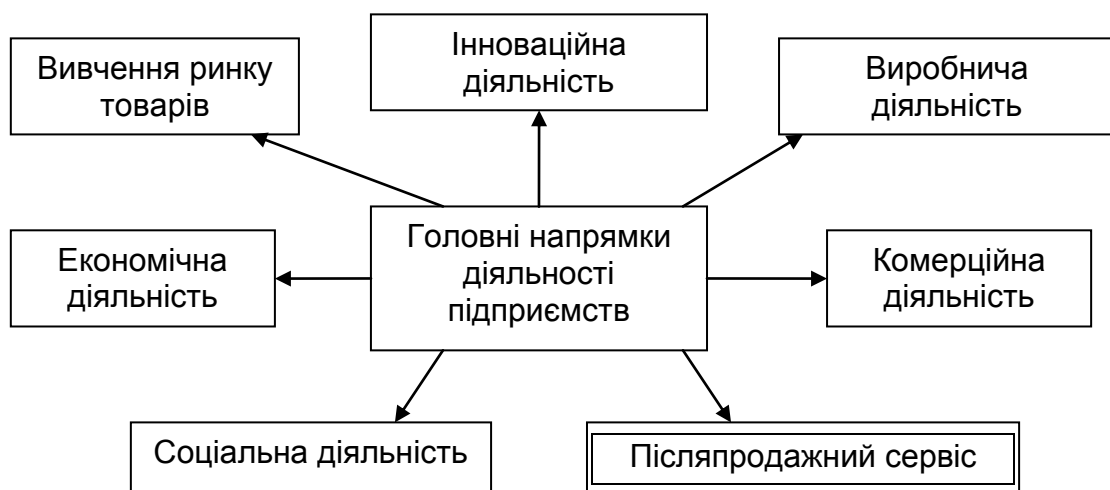 Інноваційна
діяльність
Вивчення ринку
товарів
Виробнича
діяльність
Головні напрямки
діяльності
підприємств
Економічна
діяльність
Комерційна
діяльність
Соціальна діяльність
Післяпродажний сервіс